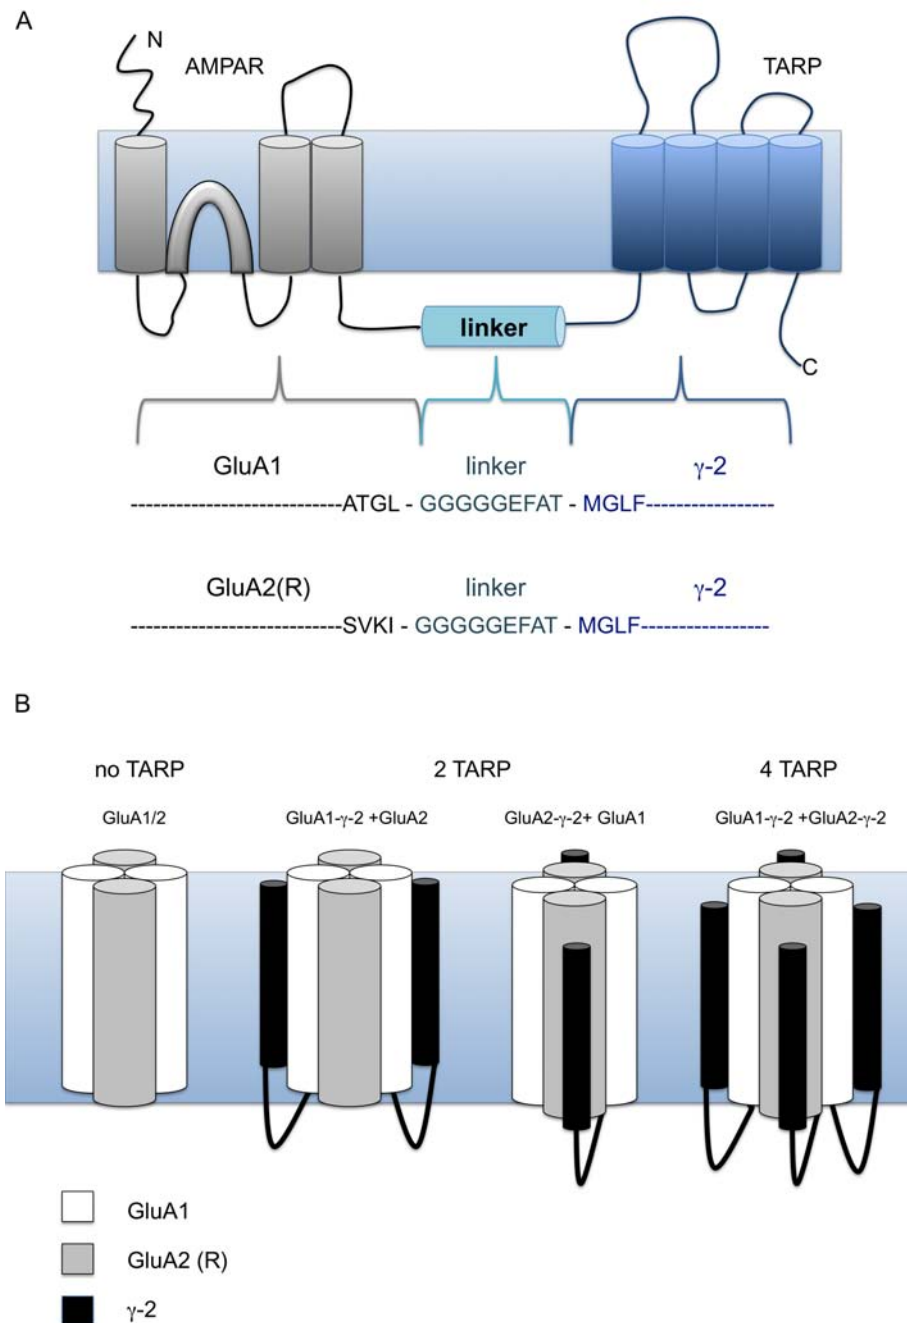 A
N
AMPAR
TARP
linker
C
GluA1 linker γ-2
----------------------------ATGL - GGGGGEFAT - MGLF-----------------
GluA2(R) linker γ-2
----------------------------SVKI - GGGGGEFAT - MGLF-----------------
B
no TARP 2 TARP 4 TARP
GluA1/2 GluA1-γ-2 +GluA2 GluA2-γ-2+ GluA1 GluA1-γ-2 +GluA2-γ-2
GluA1
GluA2 (R)
γ-2